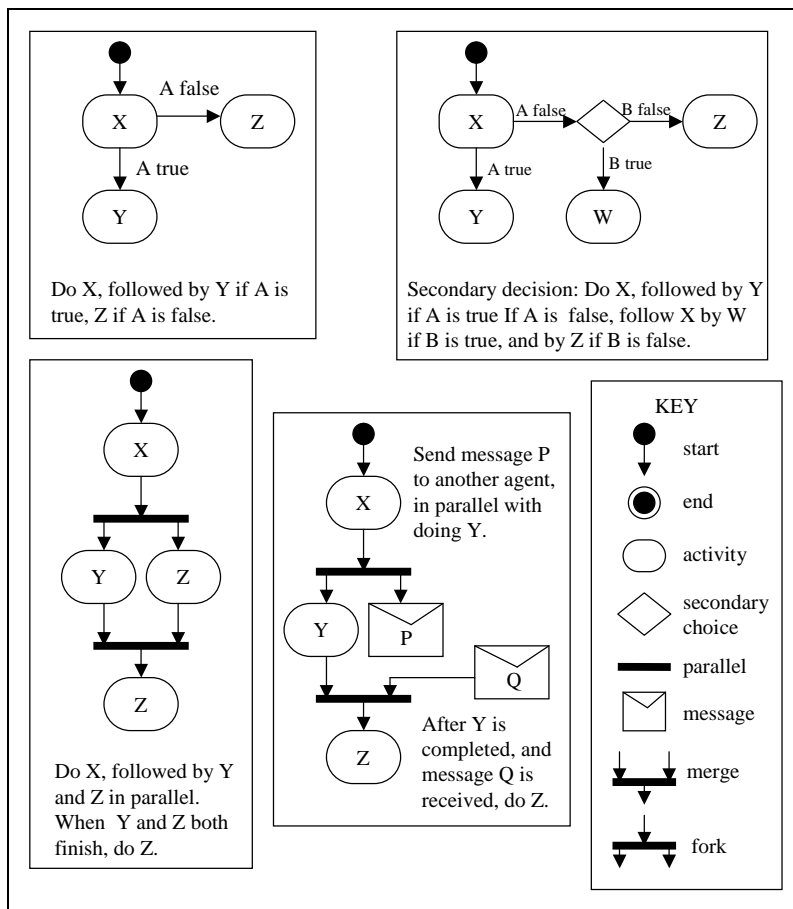 A false
X
Z
A true
Y
Do X, followed by Y if A is
true, Z if A is false.
X
A false
B false
Z
A true
B true
Y
W
Secondary decision: Do X, followed by Y
if A is true If A is false, follow X by W
if B is true, and by Z if B is false.
X
Y
Z
Z
Do X, followed by Y
and Z in parallel.
When Y and Z both
finish, do Z.
Send message P
to another agent,
in parallel with
doing Y.
X
Y
P
Q
Z
After Y is
completed, and
message Q is
received, do Z.
KEY
start
end
activity
secondary
choice
parallel
message
merge
fork